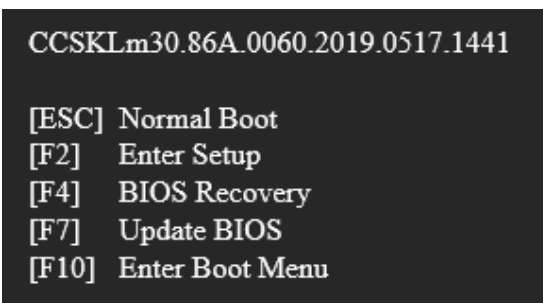 CCSKLm30.86A.0060.2019.0517.1441
[ESC] Normal Boot
[F2] Enter Setup
[F4] BIOS Recovery
[F7] Update BIOS
[F10] Enter Boot Menu